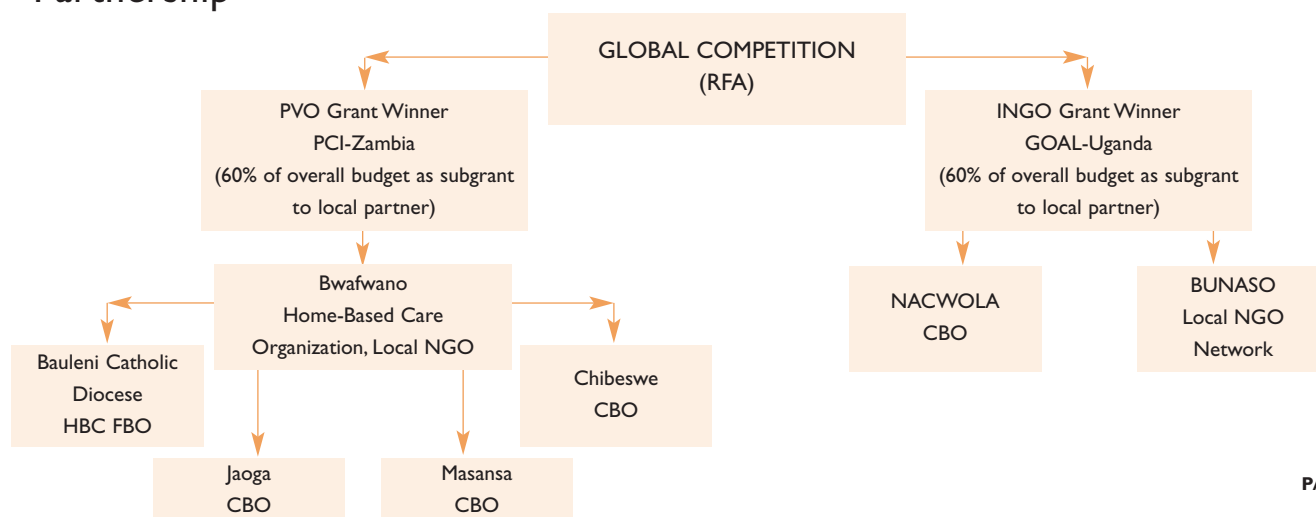 Partnership
GLOBAL COMPETITION
(RFA)
PVO Grant Winner
PCI-Zambia
(60% of overall budget as subgrant
to local partner)
INGO Grant Winner
GOAL-Uganda
(60% of overall budget as subgrant
to local partner)
Bwafwano
Home-Based Care
Organization, Local NGO
NACWOLA
CBO
BUNASO
Local NGO
Network
Bauleni Catholic
Diocese
HBC FBO
Chibeswe
CBO
Jaoga
CBO
Masansa
CBO
PA